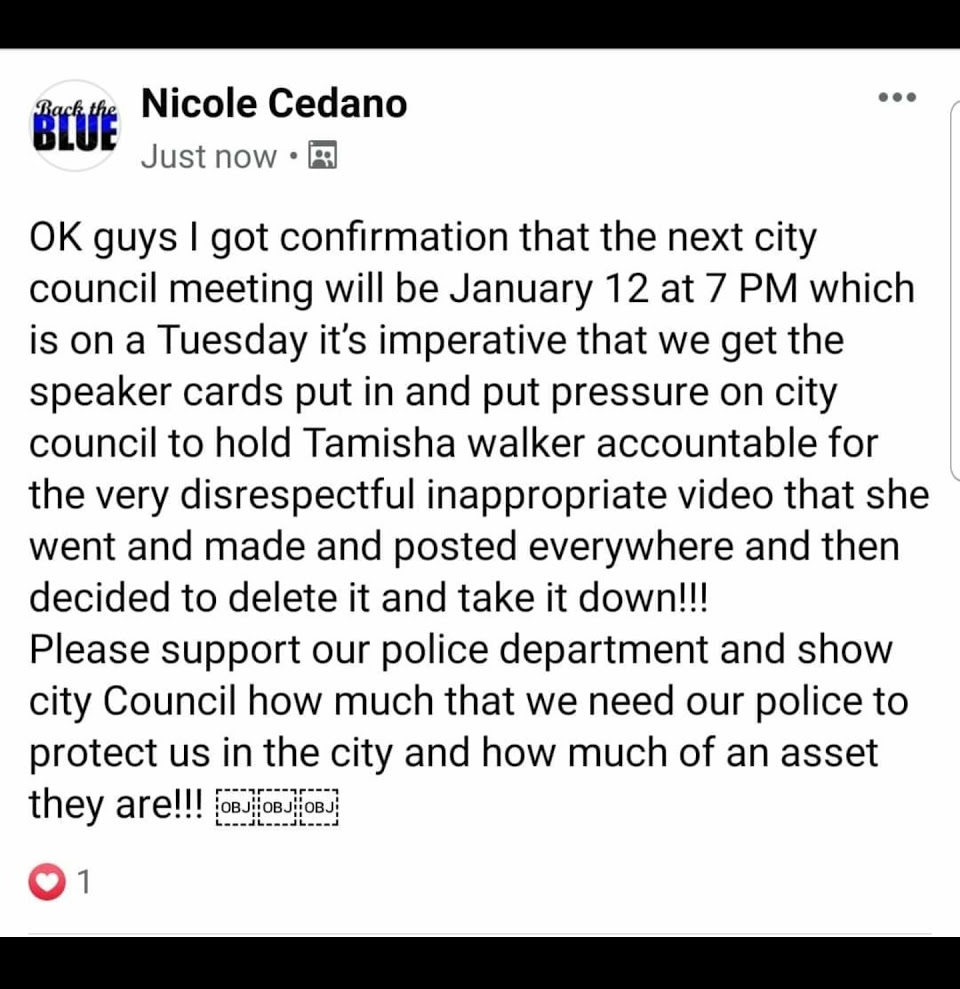 Back the
BLUE
Nicole Cedano
Just now •
OK guys I got confirmation that the next city
council meeting will be January 12 at 7 PM which
is on a Tuesday it's imperative that we get the
speaker cards put in and put pressure on city
council to hold Tamisha walker accountable for
the very disrespectful inappropriate video that she
went and made and posted everywhere and then
decided to delete it and take it down!!!
Please support our police department and show
city Council how much that we need our police to
protect us in the city and how much of an asset
they are!!! OBJ OBJ OBJ
1